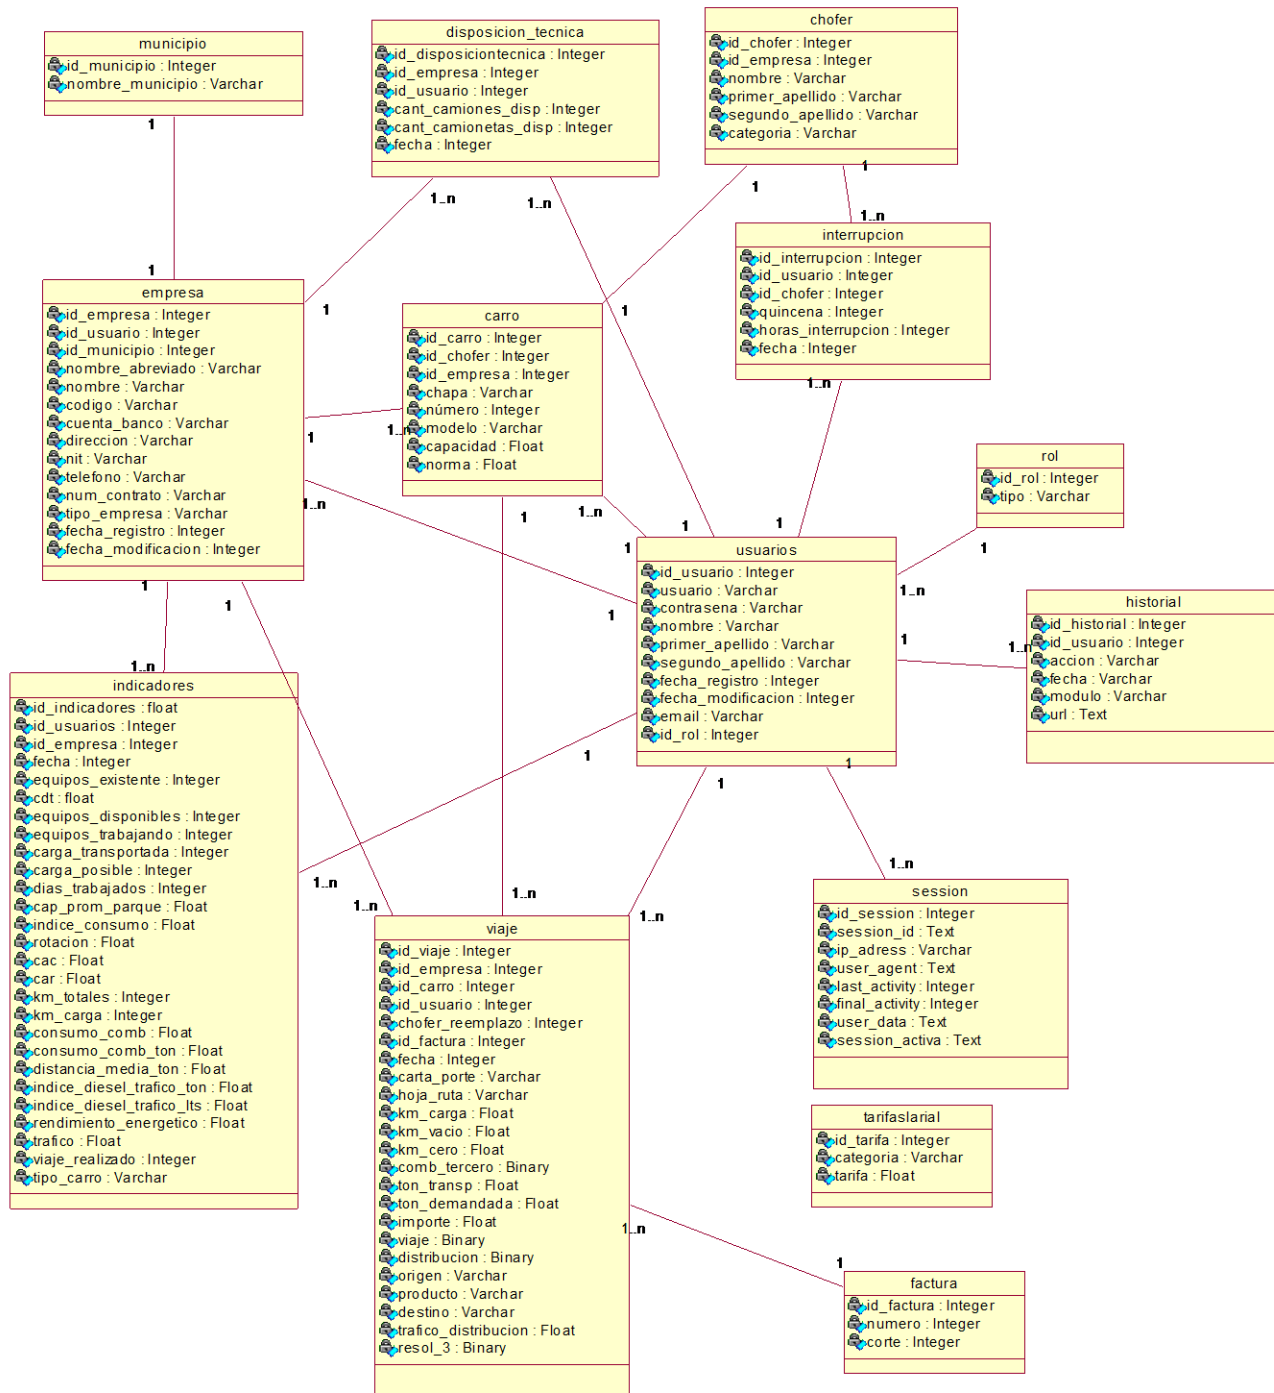 municipio
id_municipio : Integer
nombre_municipio : Varchar
1
1
disposicion_tecnica
id_disposiciontecnica : Integer
id_empresa : Integer
id_usuario : Integer
cant_camiones_disp : Integer
cant_camionetas_disp : Integer
fecha : Integer
1..n
1..n
chofer
id_chofer : Integer
id_empresa : Integer
nombre : Varchar
primer_apellido : Varchar
segundo_apellido : Varchar
categoria : Varchar
1
1
1..n
interrupcion
id_interrupcion : Integer
id_usuario : Integer
id_chofer : Integer
quincena : Integer
horas_interrupcion : Integer
fecha : Integer
1..n
empresa
id_empresa : Integer
id_usuario : Integer
id_municipio : Integer
nombre_abreviado : Varchar
nombre : Varchar
codigo : Varchar
cuenta_banco : Varchar
direccion : Varchar
nit : Varchar
telefono : Varchar
num_contrato : Varchar
tipo_empresa : Varchar
fecha_registro : Integer
fecha_modificacion : Integer
1
1
1..n
1
1
1
carro
id_carro : Integer
id_chofer : Integer
id_empresa : Integer
chapa : Varchar
número : Integer
modelo : Varchar
capacidad : Float
norma : Float
1..n
1
1..n
rol
id_rol : Integer
tipo : Varchar
1
1..n
usuarios
id_usuario : Integer
usuario : Varchar
contrasena : Varchar
nombre : Varchar
primer_apellido : Varchar
segundo_apellido : Varchar
fecha_registro : Integer
fecha_modificacion : Integer
email : Varchar
id_rol : Integer
1
1
1
1
1
1
1
1
historial
id_historial : Integer
id_usuario : Integer
accion : Varchar
fecha : Varchar
modulo : Varchar
url : Text
1..n
indicadores
id_indicadores : float
id_usuarios : Integer
id_empresa : Integer
fecha : Integer
equipos_existente : Integer
cdt : float
equipos_disponibles : Integer
equipos_trabajando : Integer
carga_transportada : Integer
carga_posible : Integer
dias_trabajados : Integer
cap_prom_parque : Float
indice_consumo : Float
rotacion : Float
cac : Float
car : Float
km_totales : Integer
km_carga : Integer
consumo_comb : Float
consumo_comb_ton : Float
distancia_media_ton : Float
indice_diesel_trafico_ton : Float
indice_diesel_trafico_lts : Float
rendimiento_energetico : Float
trafico : Float
viaje_realizado : Integer
tipo_carro : Varchar
1..n
1..n
viaje
id_viaje : Integer
id_empresa : Integer
id_carro : Integer
id_usuario : Integer
chofer_reemplazo : Integer
id_factura : Integer
fecha : Integer
carta_porte : Varchar
hoja_ruta : Varchar
km_carga : Float
km_vacio : Float
km_cero : Float
comb_tercero : Binary
ton_transp : Float
ton_demandada : Float
importe : Float
viaje : Binary
distribucion : Binary
origen : Varchar
producto : Varchar
destino : Varchar
trafico_distribucion : Float
resol_3 : Binary
1..n
1..n
1..n
1..n
session
id_session : Integer
session_id : Text
ip_adress : Varchar
user_agent : Text
last_activity : Integer
final_activity : Integer
user_data : Text
session_activa : Text
1..n
tarifaslarial
id_tarifa : Integer
categoria : Varchar
tarifa : Float
factura
id_factura : Integer
numero : Integer
corte : Integer
1